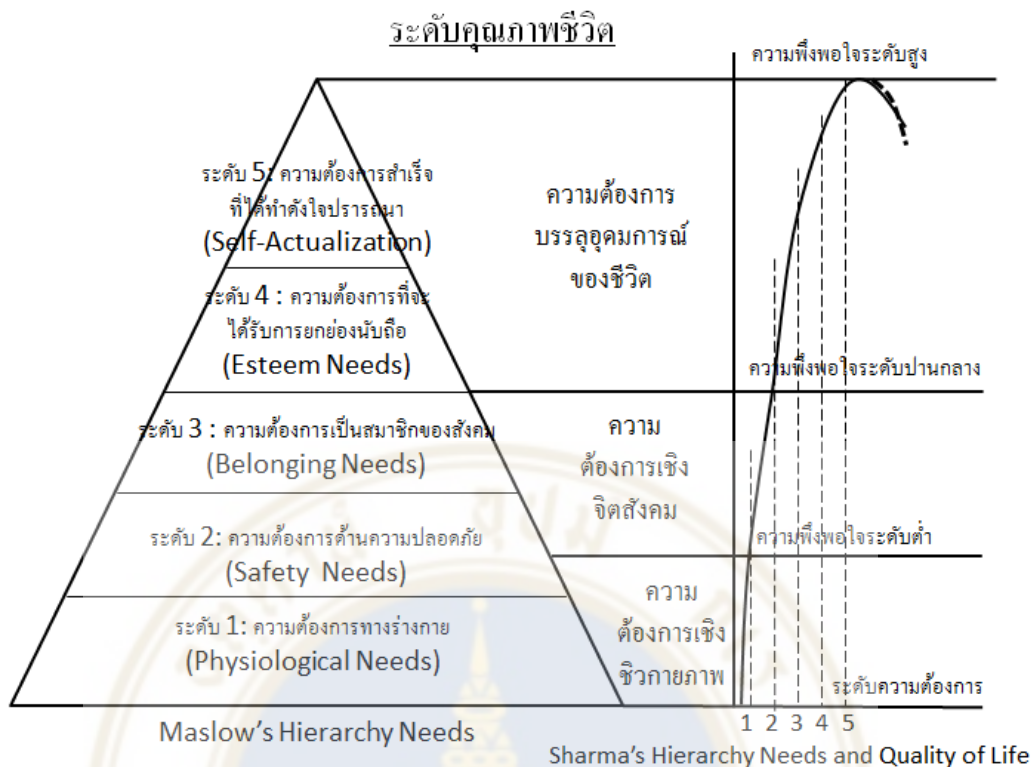 ระดับคุณภาพชีวิต
ความพึงพอใจระดับสูง
ระดับ 5: ความต้องการสำเร็จ
ที่ได้ทำดังใจปรารถนา
(Self-Actualization)
ความต้องการ
บรรลุอุดมการณ์
ของชีวิต
ระดับ 4 : ความต้องการที่จะ
ได้รับการยกย่องนับถือ
(Esteem Needs)
ความพึงพอใจระดับปานกลาง
ระดับ 3 : ความต้องการเป็นสมาชิกของสังคม
(Belonging Needs)
ความ
ต้องการเชิง
จิตสังคม
ระดับ 2: ความต้องการด้านความปลอดภัย
(Safety Needs)
ความพึงพอใจระดับต่ำ
ระดับ 1: ความต้องการทางร่างกาย
(Physiological Needs)
ความ
ต้องการเชิง
ชิวกายภาพ
ระดับความต้องการ
1 2 3 4 5
Maslow's Hierarchy Needs
Sharma's Hierarchy Needs and Quality of Life